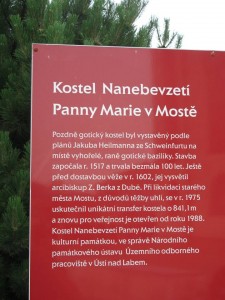 Kostel Nanebevzetí
Panny Marie v Mostě
Pozdně gotický kostel byl vystavěný podle
plánů Jakuba Heilmanna ze Schweinfurtu na
místě vyhořelé, raně gotické baziliky. Stavba
započala r. 1517 a trvala bezmála 100 let. Ještě
před dostavbou věže v r. 1602, jej vysvětil
arcibiskup Z. Berka z Dubé. Při likvidaci starého
města Mostu, z důvodů těžby uhlí, se v r. 1975
uskutečnil unikátní transfer kostela o 841,1m
a znovu pro veřejnost je otevřen od roku 1988.
Kostel Nanebevzetí Panny Marie v Mostě je
kulturní památkou, ve správě Národního
památkového ústavu Územního odborného
pracoviště v Ústí nad Labem.